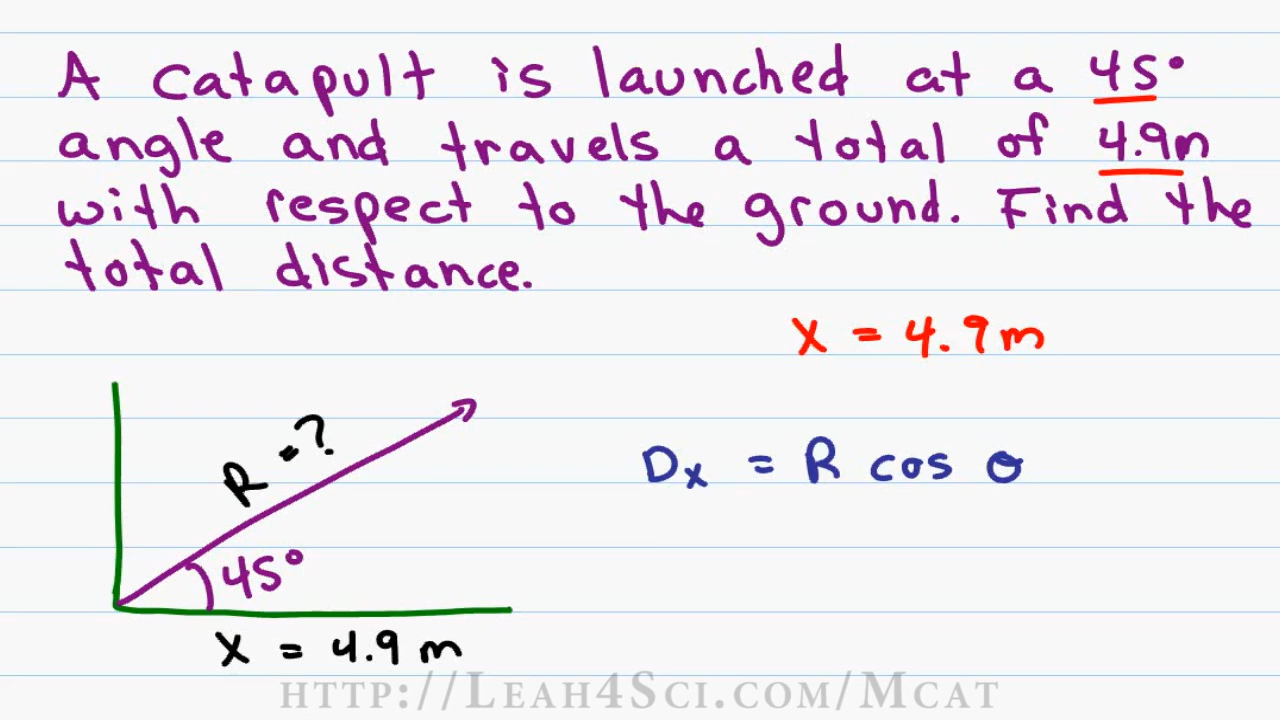 A catapult is launched at a 45°
angle and travels a total of 4.9m
with respect to the ground. Find the
total distance.
X = 4.9m
R = ?
Dx = R cos θ
45°
X = 4.9 m
HTTP://LEAH4SCI.COM/MCAT